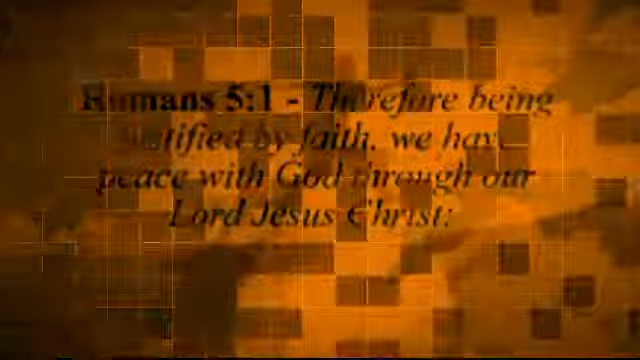 Romans 5:1 - Therefore being
justified by faith, we have
peace with God through our
Lord Jesus Christ: